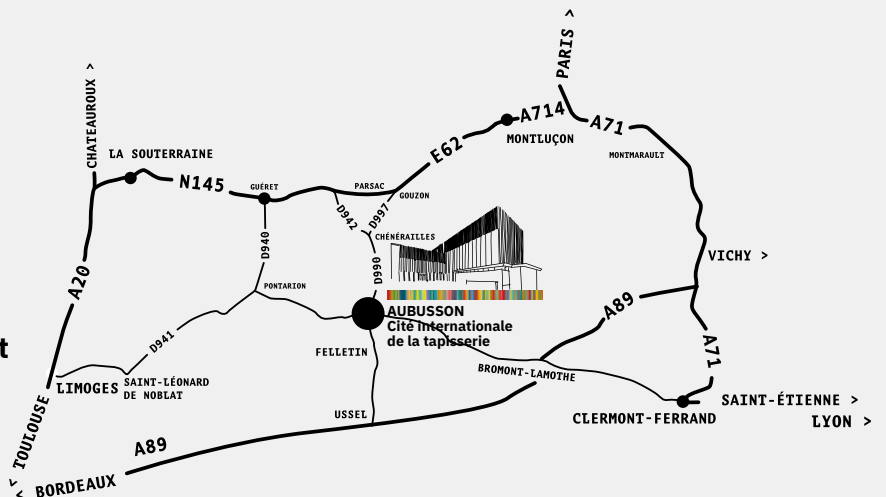 PARIS >
CHATEAUROUX >
A714
A71
MONTLUÇON
MONTMARAULT
E62
LA SOUTERRAINE
N145
GUÉRET
PARSAC
GOUZON
D942
D997
CHÉNÉRAILLES
D940
D990
VICHY >
A20
PONTARION
A89
AUBUSSON
Cité internationale
de la tapisserie
D941
FELLETIN
A71
t
LIMOGES
SAINT-LÉONARD
DE NOBLAT
BROMONT-LAMOTHE
SAINT-ÉTIENNE >
USSEL
CLERMONT-FERRAND
LYON >
< TOULOUSE
A89
< BORDEAUX